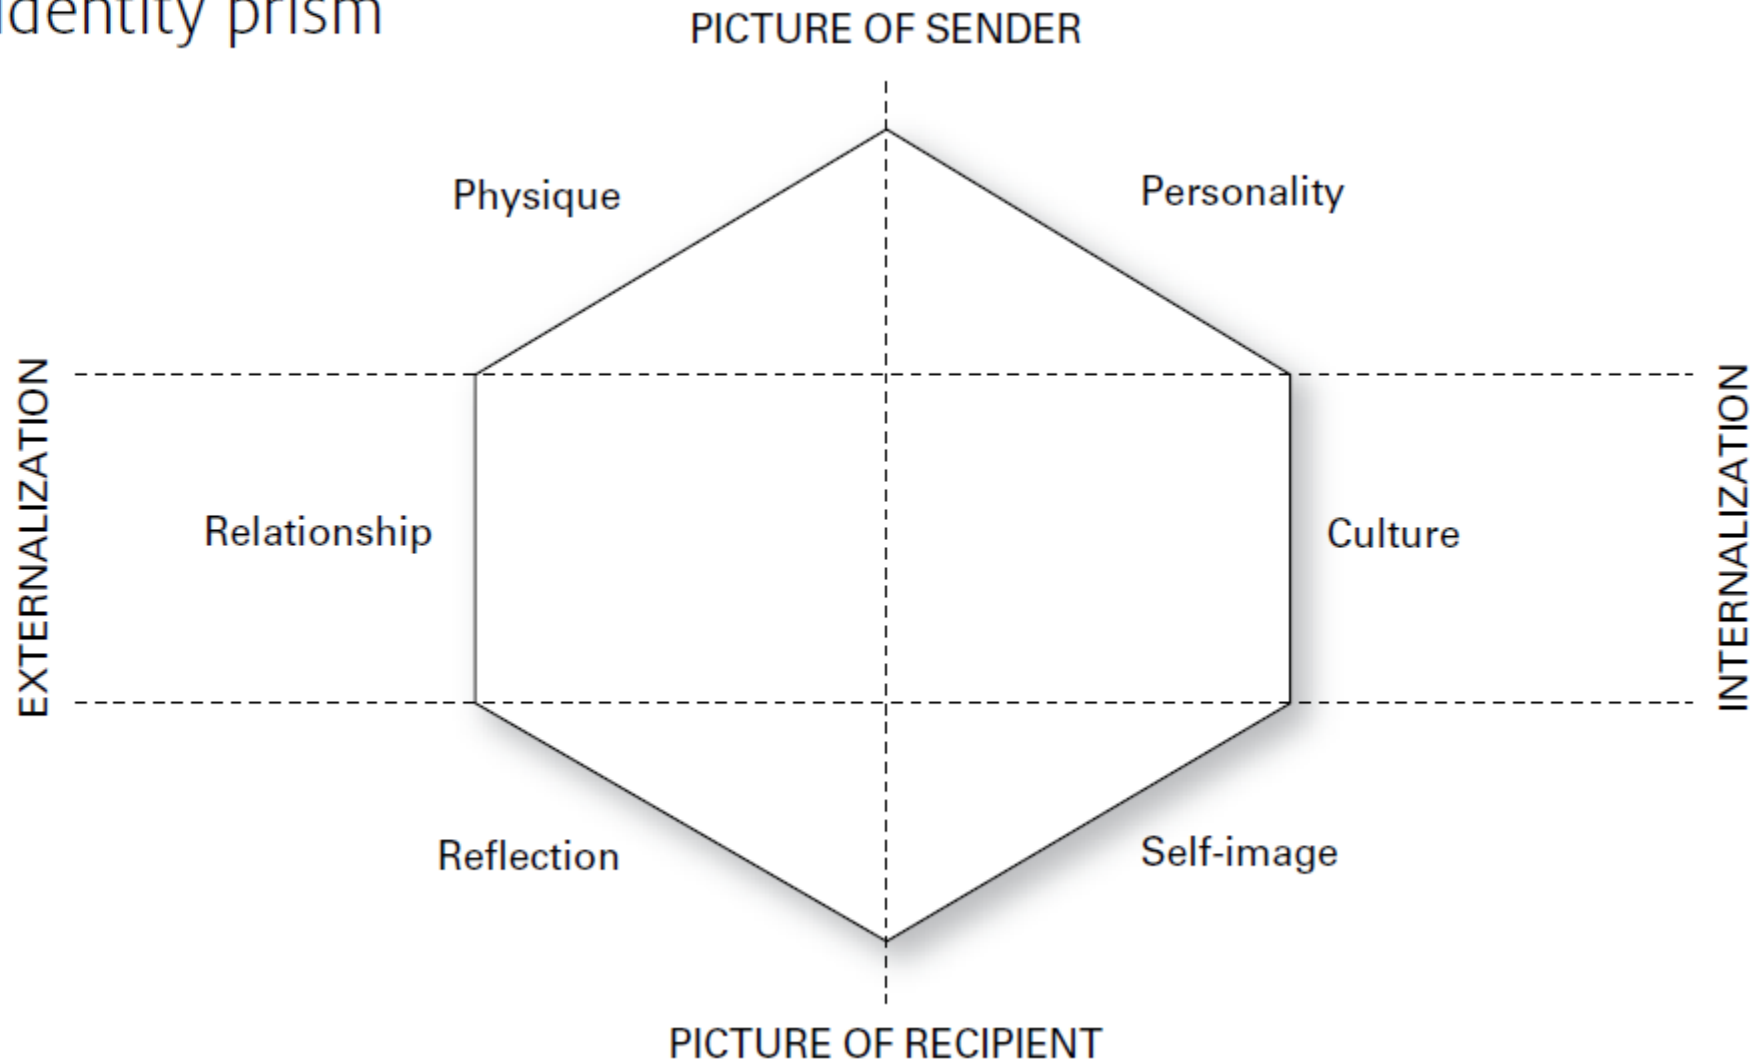 identity prism
PICTURE OF SENDER
Physique
Personality
EXTERNALIZATION
INTERNALIZATION
Relationship
Culture
Reflection
Self-image
PICTURE OF RECIPIENT